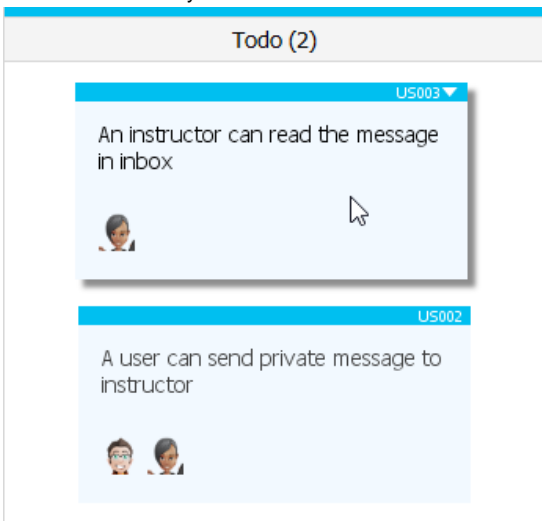 Todo (2)
US003
An instructor can read the message
in inbox
US002
A user can send private message to
instructor